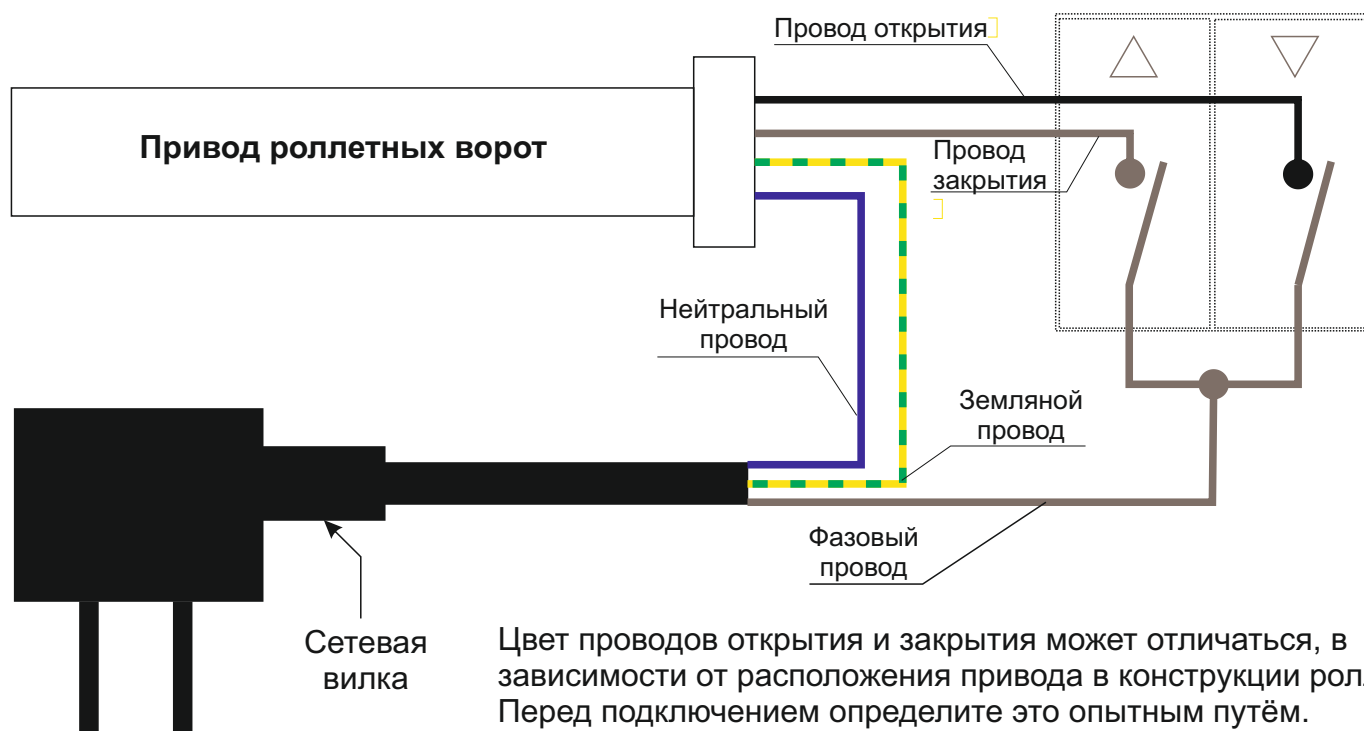 Провод открытия
Привод роллетных ворот
Провод
закрытия
Нейтральный
провод
Земляной
провод
Фазовый
провод
Сетевая
вилка
Цвет проводов открытия и закрытия может отличаться, в
зависимости от расположения привода в конструкции
Перед подключением определите это опытным путём.